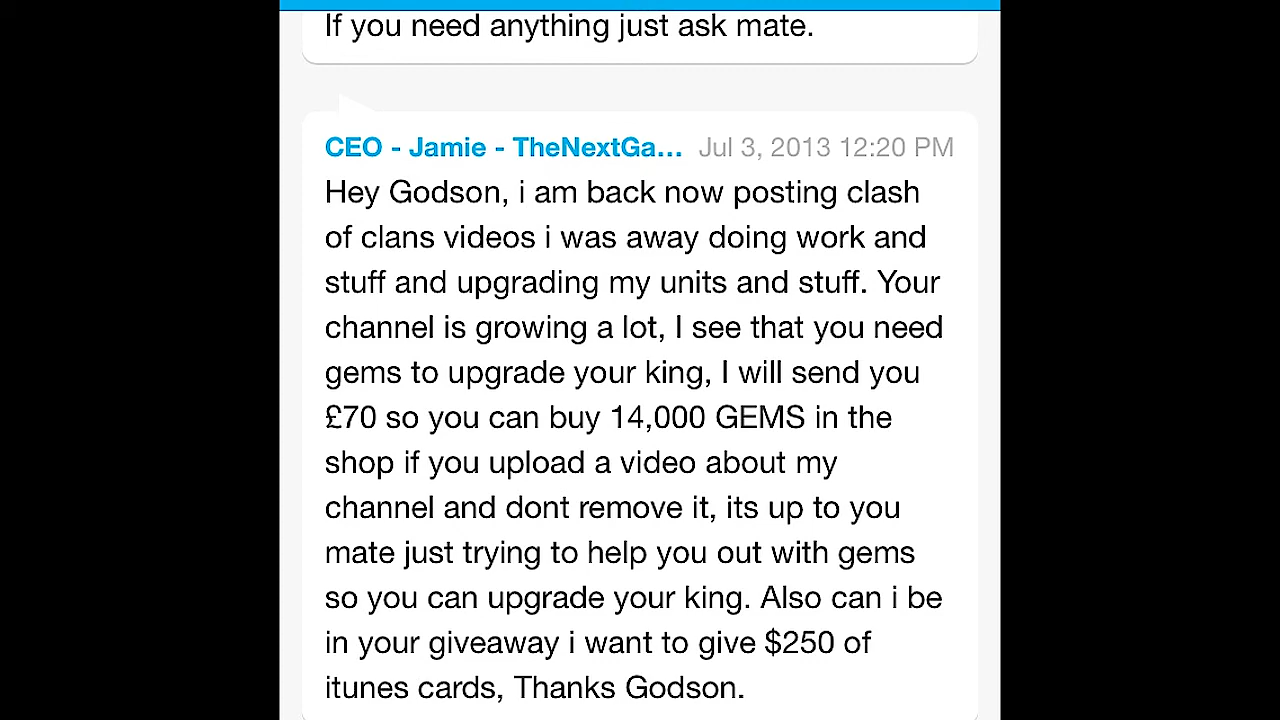 If you need anything just ask mate.
CEO - Jamie - TheNextGa... Jul 3, 2013 12:20 PM
Hey Godson, i am back now posting clash
of clans videos i was away doing work and
stuff and upgrading my units and stuff. Your
channel is growing a lot, I see that you need
gems to upgrade your king, I will send you
£70 so you can buy 14,000 GEMS in the
shop if you upload a video about my
channel and dont remove it, its up to you
mate just trying to help you out with gems
so you can upgrade your king. Also can i be
in your giveaway i want to give $250 of
itunes cards, Thanks Godson.